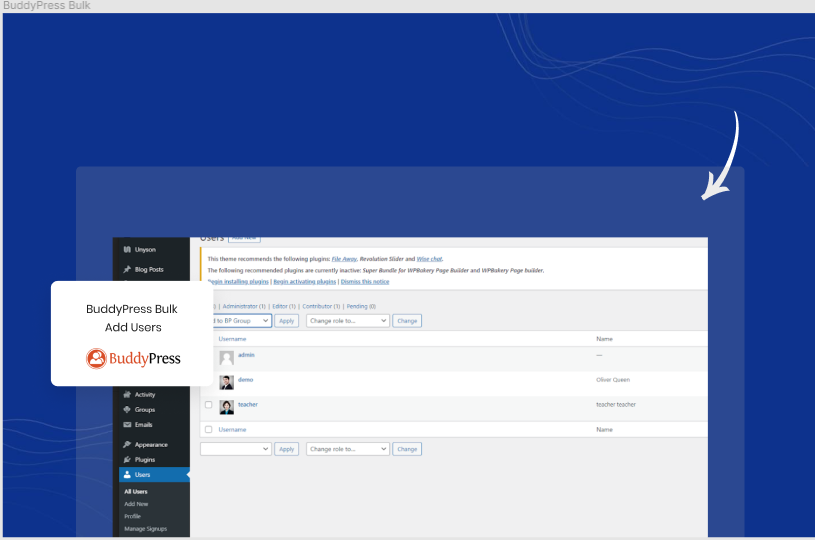 BuddyPress Bulk
Users Add New
Unyson
Blog Posts
This theme recommends the following plugins: File Away, Revolution Slider and Wise chat.
The following recommended plugins are currently inactive: Super Bundle for WPBakery Page Builder and WPBakery Page builder.
Begin installing plugins | Begin activating plugins | Dismiss this notice
| Administrator (1) | Editor (1) | Contributor (1) | Pending (0)
to BP Group Apply Change role to... Change
BuddyPress Bulk
Add Users
BuddyPress
Username Name
admin —
demo Oliver Queen
teacher teacher teacher
Username Name
Apply Change role to... Change
Activity
Groups
Emails
Appearance
Plugins
Users
All Users
Add New
Profile
Manage Signups